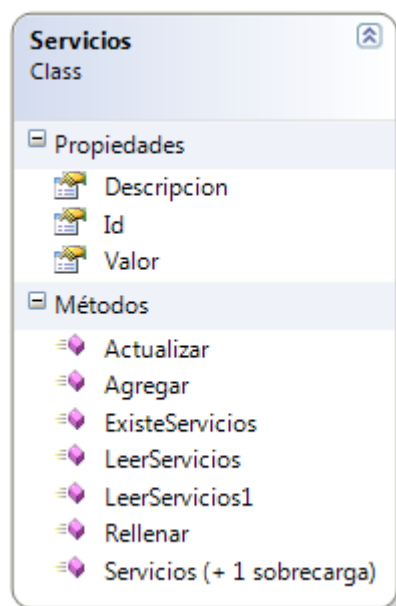 Servicios
Class
Propiedades
Descripcion
Id
Valor
Métodos
Actualizar
Agregar
ExisteServicios
LeerServicios
LeerServicios1
Rellenar
Servicios (+ 1 sobrecarga)